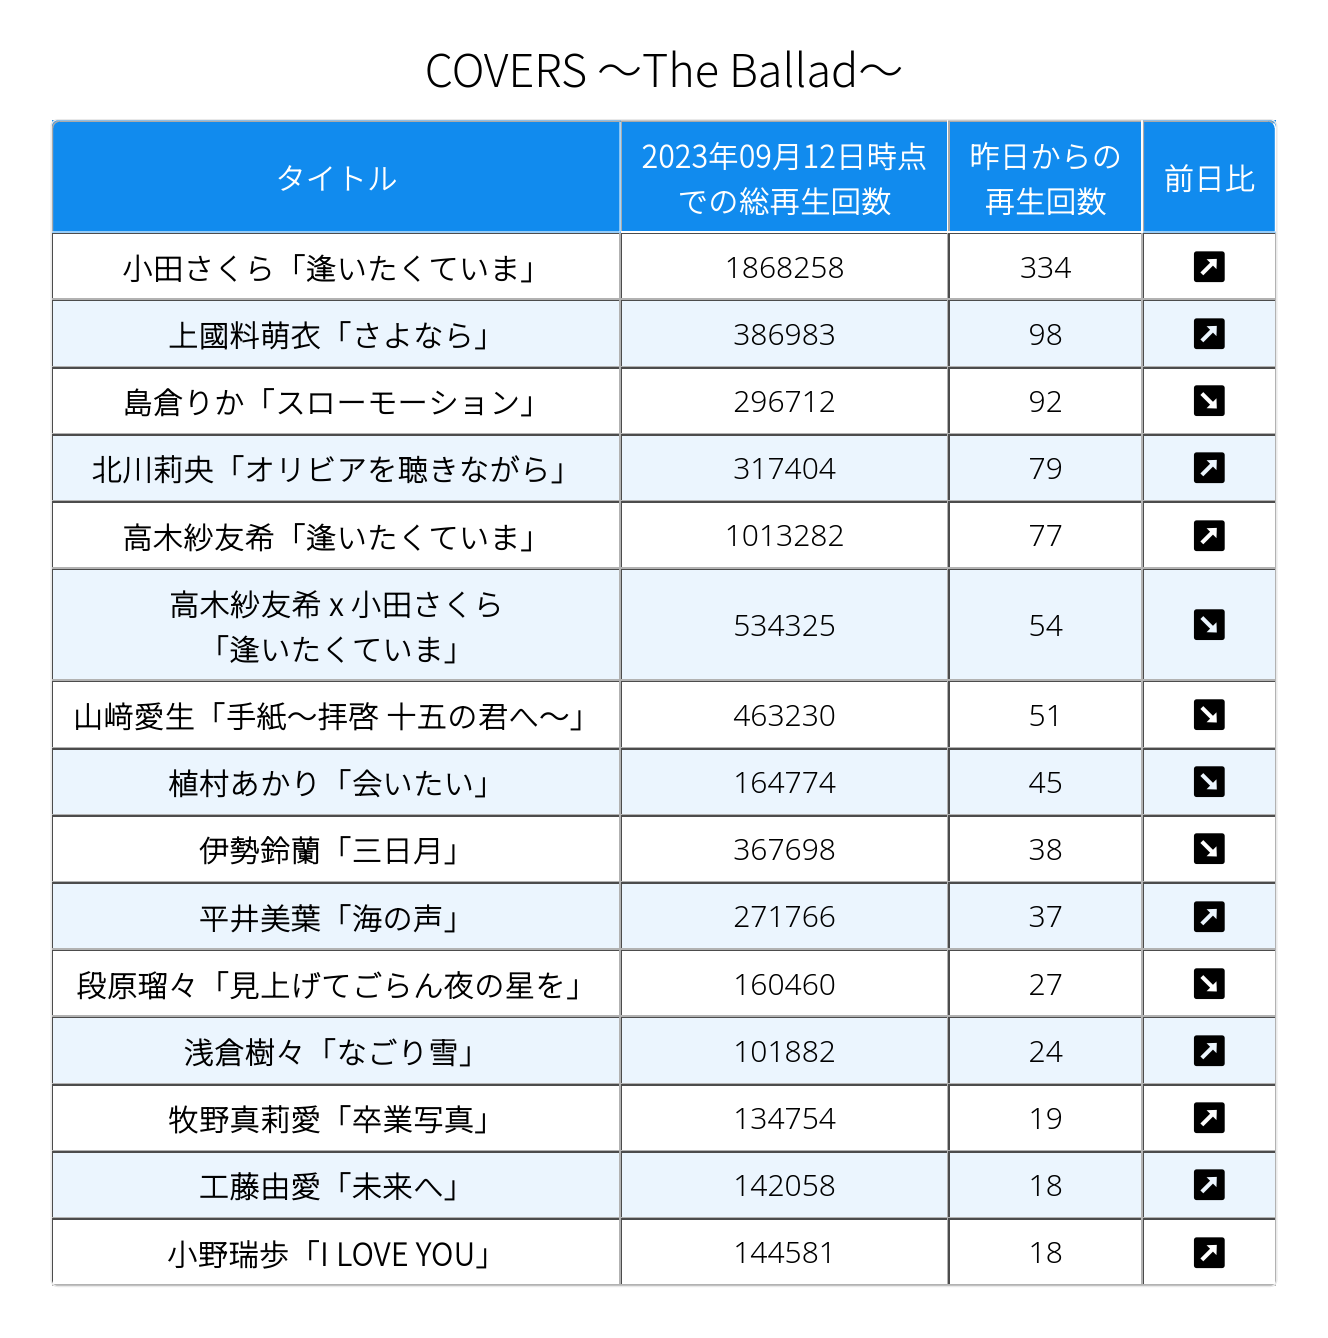 COVERS ～The Ballad～
タイトル 2023年09月12日時点での総再生回数 昨日からの再生回数 前日比
小田さくら「逢いたくていま」 1868258 334 ↗
上國料萌衣「さよなら」 386983 98 ↗
島倉りか「スローモーション」 296712 92 ↘
北川莉央「オリビアを聴きながら」 317404 79 ↗
高木紗友希「逢いたくていま」 1013282 77 ↗
高木紗友希 x 小田さくら
「逢いたくていま」 534325 54 ↘
山﨑愛生「手紙～拝啓 十五の君へ～」 463230 51 ↘
植村あかり「会いたい」 164774 45 ↘
伊勢鈴蘭「三日月」 367698 38 ↘
平井美葉「海の声」 271766 37 ↗
段原瑠々「見上げてごらん夜の星を」 160460 27 ↘
浅倉樹々「なごり雪」 101882 24 ↗
牧野真莉愛「卒業写真」 134754 19 ↗
工藤由愛「未来へ」 142058 18 ↗
小野瑞歩「I LOVE YOU」 144581 18 ↗